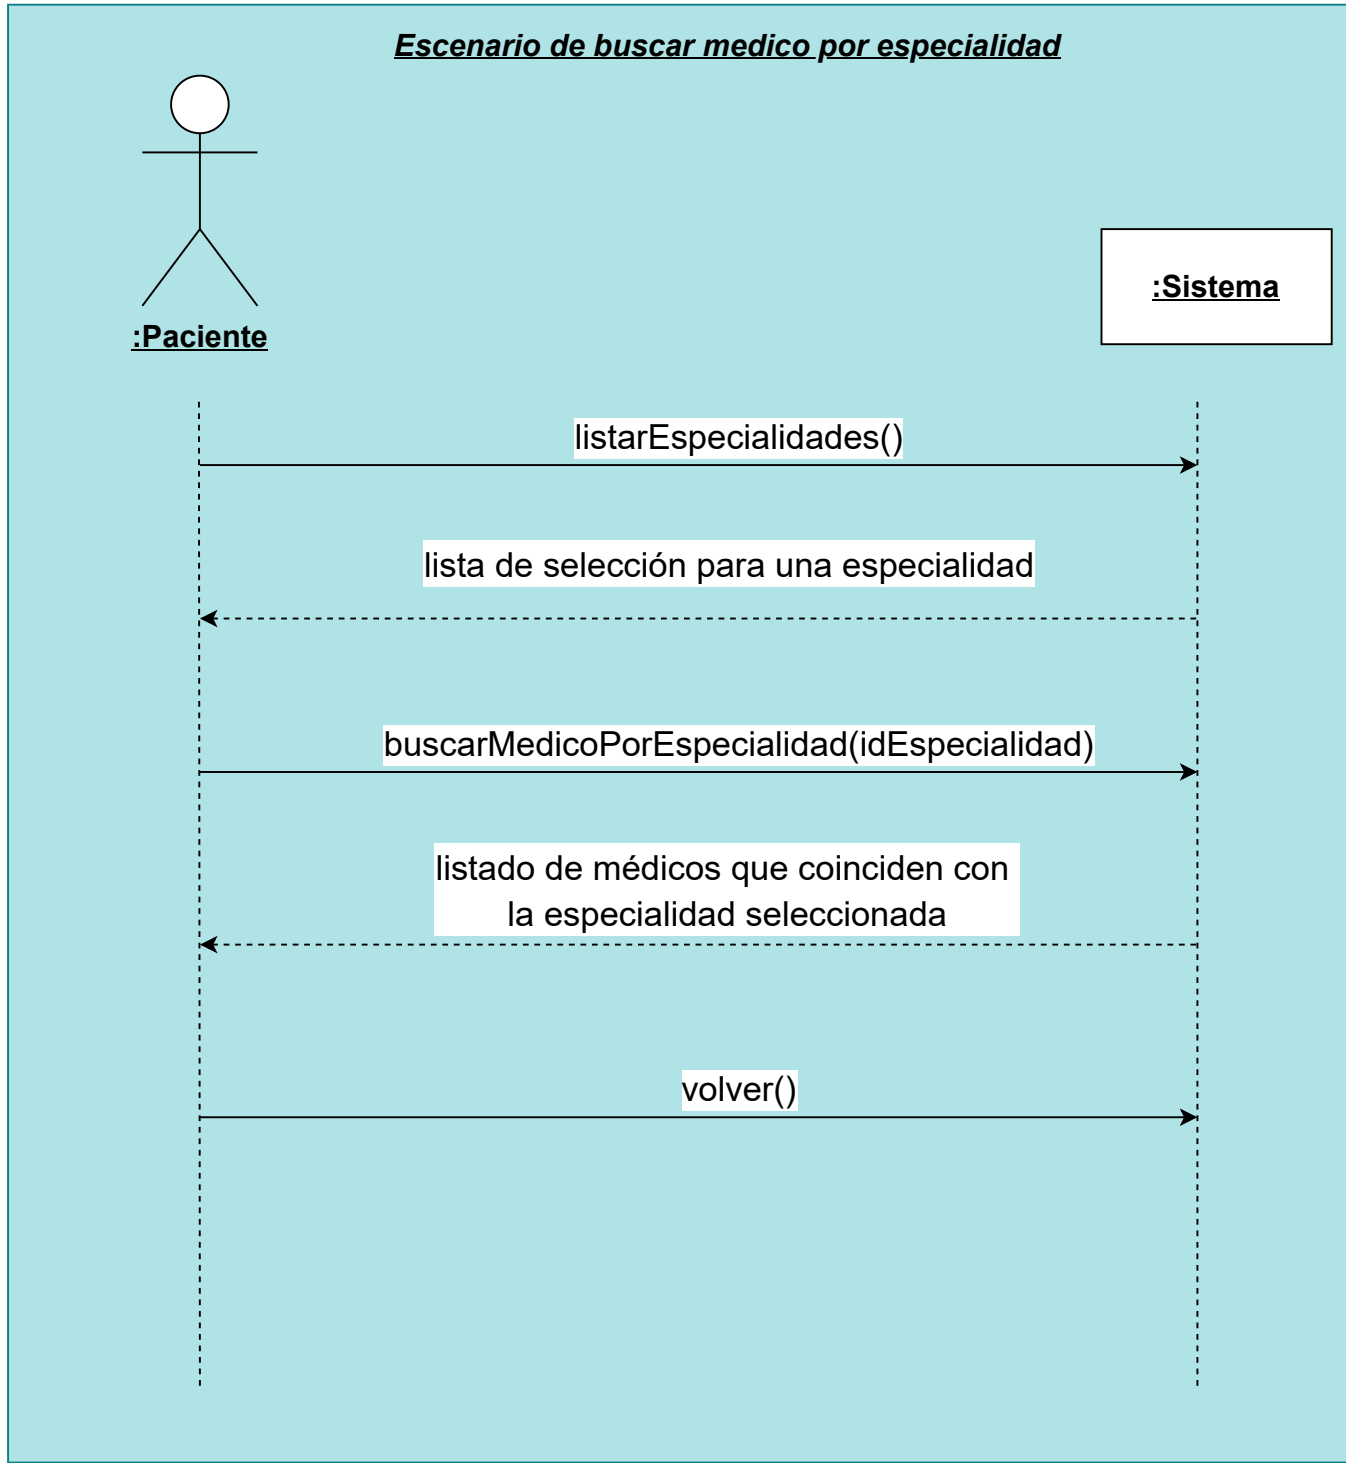 Escenario de buscar medico por especialidad
:Paciente
:Sistema
listarEspecialidades()
lista de selección para una especialidad
buscarMedicoPorEspecialidad(idEspecialidad)
listado de médicos que coinciden con
la especialidad seleccionada
volver()